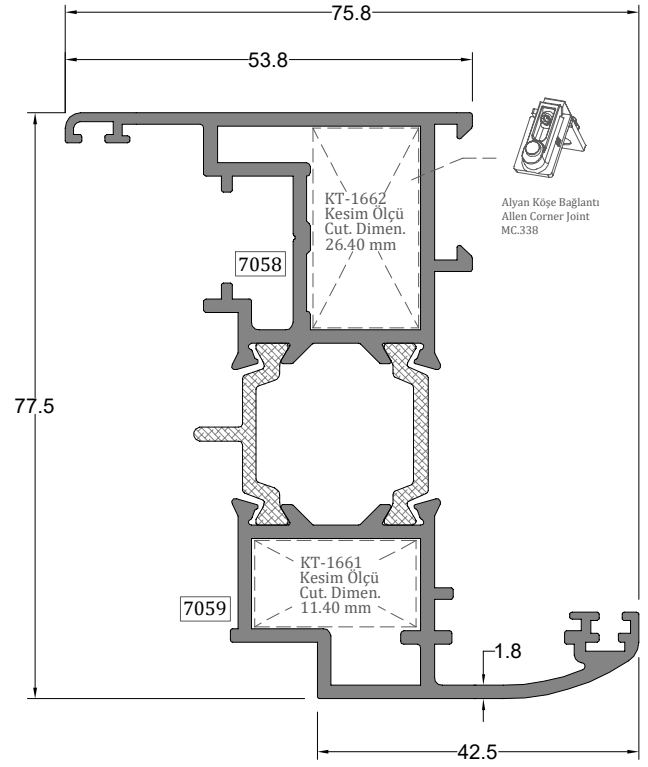 75.8
53.8
KT-1662
Kesim Ölçü
Cut. Dimen.
26.40 mm
Alyan Köşe Bağlantı
Allen Corner Joint
MC.338
7058
77.5
KT-1661
Kesim Ölçü
Cut. Dimen.
11.40 mm
7059
1.8
42.5